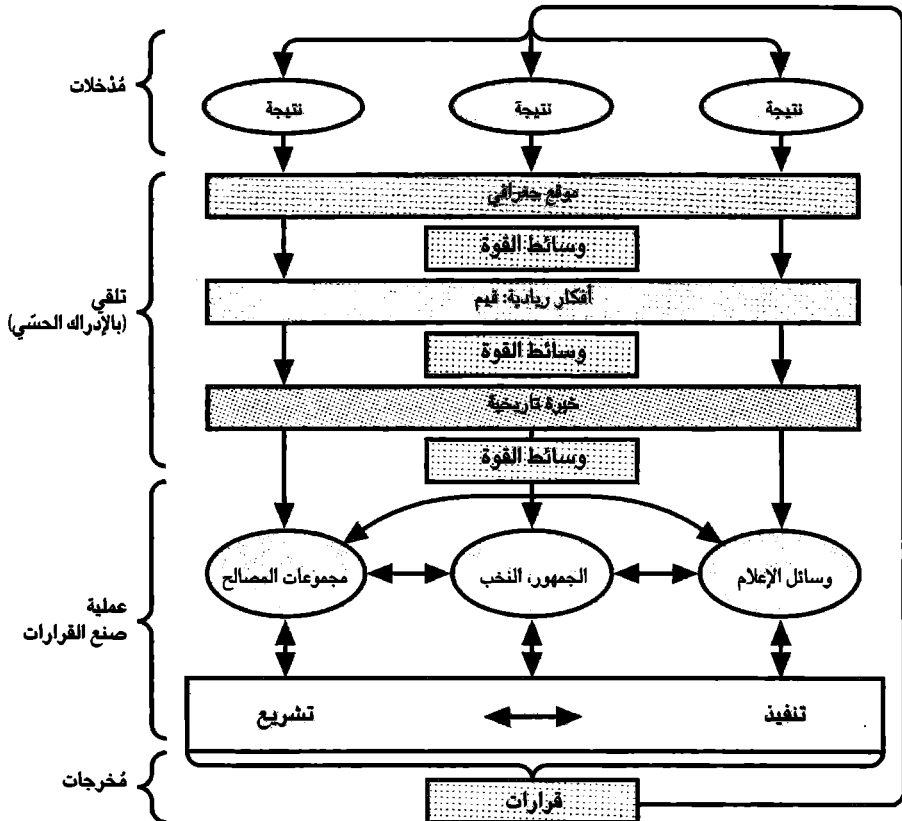 مُدْخلات
نتيجة
نتيجة
نتيجة
موقع جغرافي
وسائط القوة
تلقي
(بالإدراك الحسّي)
أفكار ريادية: قيم
وسائط القوة
خبرة تاريخية
وسائط القوة
وسائل الإعلام
الجمهور، النخب
مجموعات المصالح
عملية
صنع القرارات
تنفيذ
تشريع
مُخرجات
قرارات